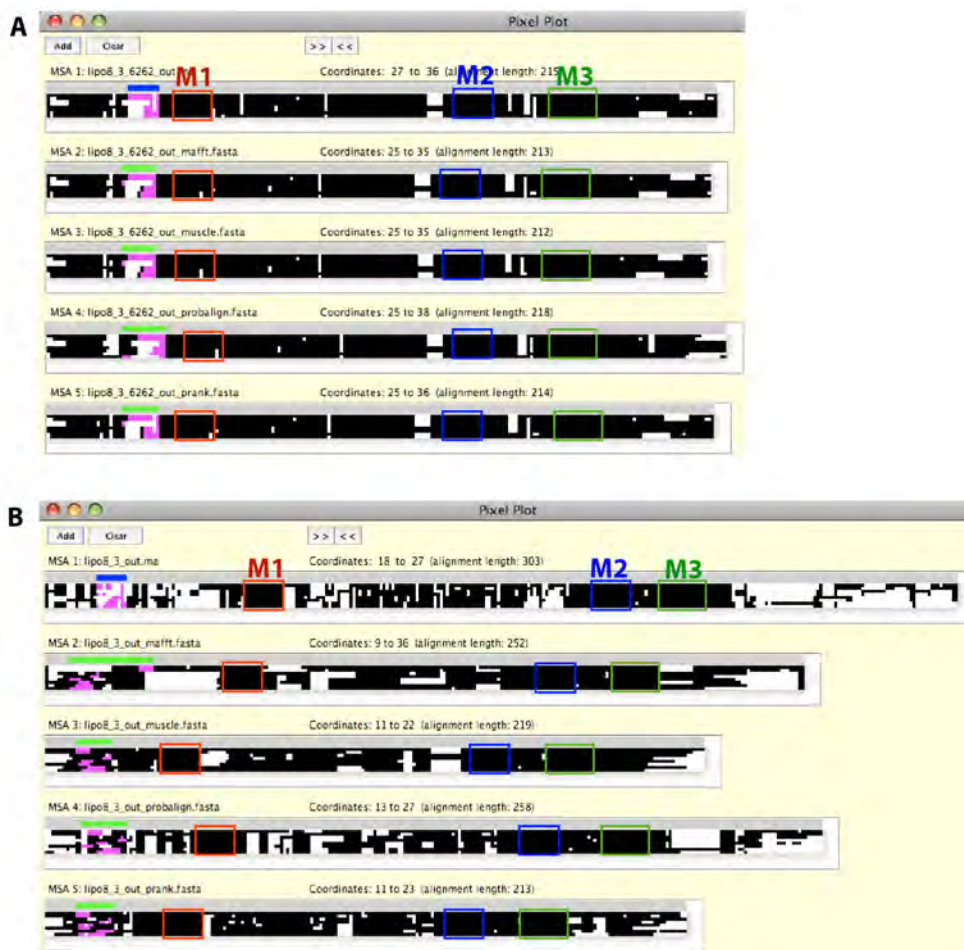 A
Pixel Plot
Add Clear >> <<
MSA 1: lipo8_3_6262_out Coordinates: 27 to 36 (alignment length: 215)
M1 M2 M3
MSA 2: lipo8_3_6262_out_mafft.fasta Coordinates: 25 to 35 (alignment length: 213)
MSA 3: lipo8_3_6262_out_muscle.fasta Coordinates: 25 to 35 (alignment length: 212)
MSA 4: lipo8_3_6262_out_probalign.fasta Coordinates: 25 to 38 (alignment length: 218)
MSA 5: lipo8_3_6262_out_prank.fasta Coordinates: 25 to 36 (alignment length: 214)
B
Pixel Plot
Add Clear >> <<
MSA 1: lipo8_3_out.ma Coordinates: 18 to 27 (alignment length: 303)
M1 M2 M3
MSA 2: lipo8_3_out_mafft.fasta Coordinates: 9 to 36 (alignment length: 252)
MSA 3: lipo8_3_out_muscle.fasta Coordinates: 11 to 22 (alignment length: 219)
MSA 4: lipo8_3_out_probalign.fasta Coordinates: 13 to 27 (alignment length: 258)
MSA 5: lipo8_3_out_prank.fasta Coordinates: 11 to 23 (alignment length: 213)